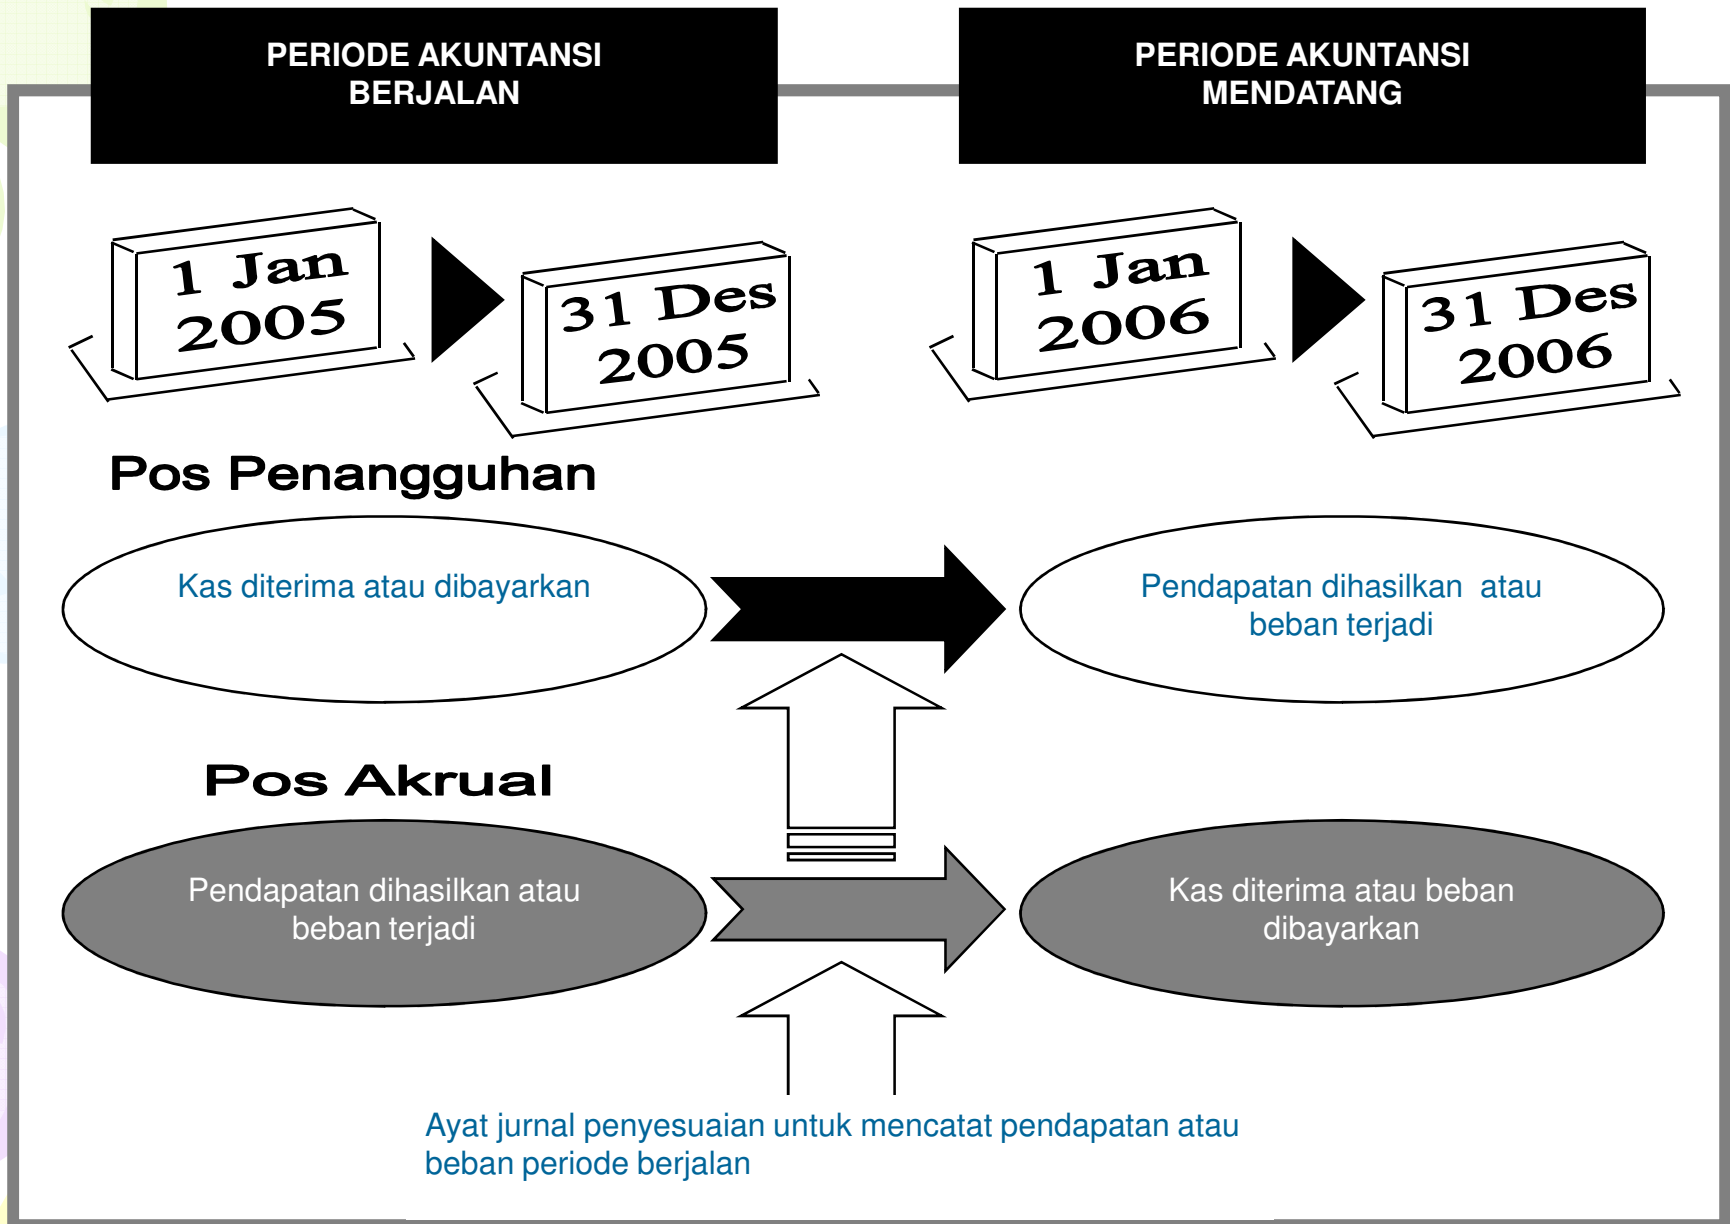 PERIODE AKUNTANSI
BERJALAN
PERIODE AKUNTANSI
MENDATANG
1 Jan
2005
31 Des
2005
1 Jan
2006
31 Des
2006
Pos Penangguhan
Kas diterima atau dibayarkan
Pendapatan dihasilkan atau
beban terjadi
Pos Akrual
Pendapatan dihasilkan atau
beban terjadi
Kas diterima atau beban
dibayarkan
Ayat jurnal penyesuaian untuk mencatat pendapatan atau
beban periode berjalan